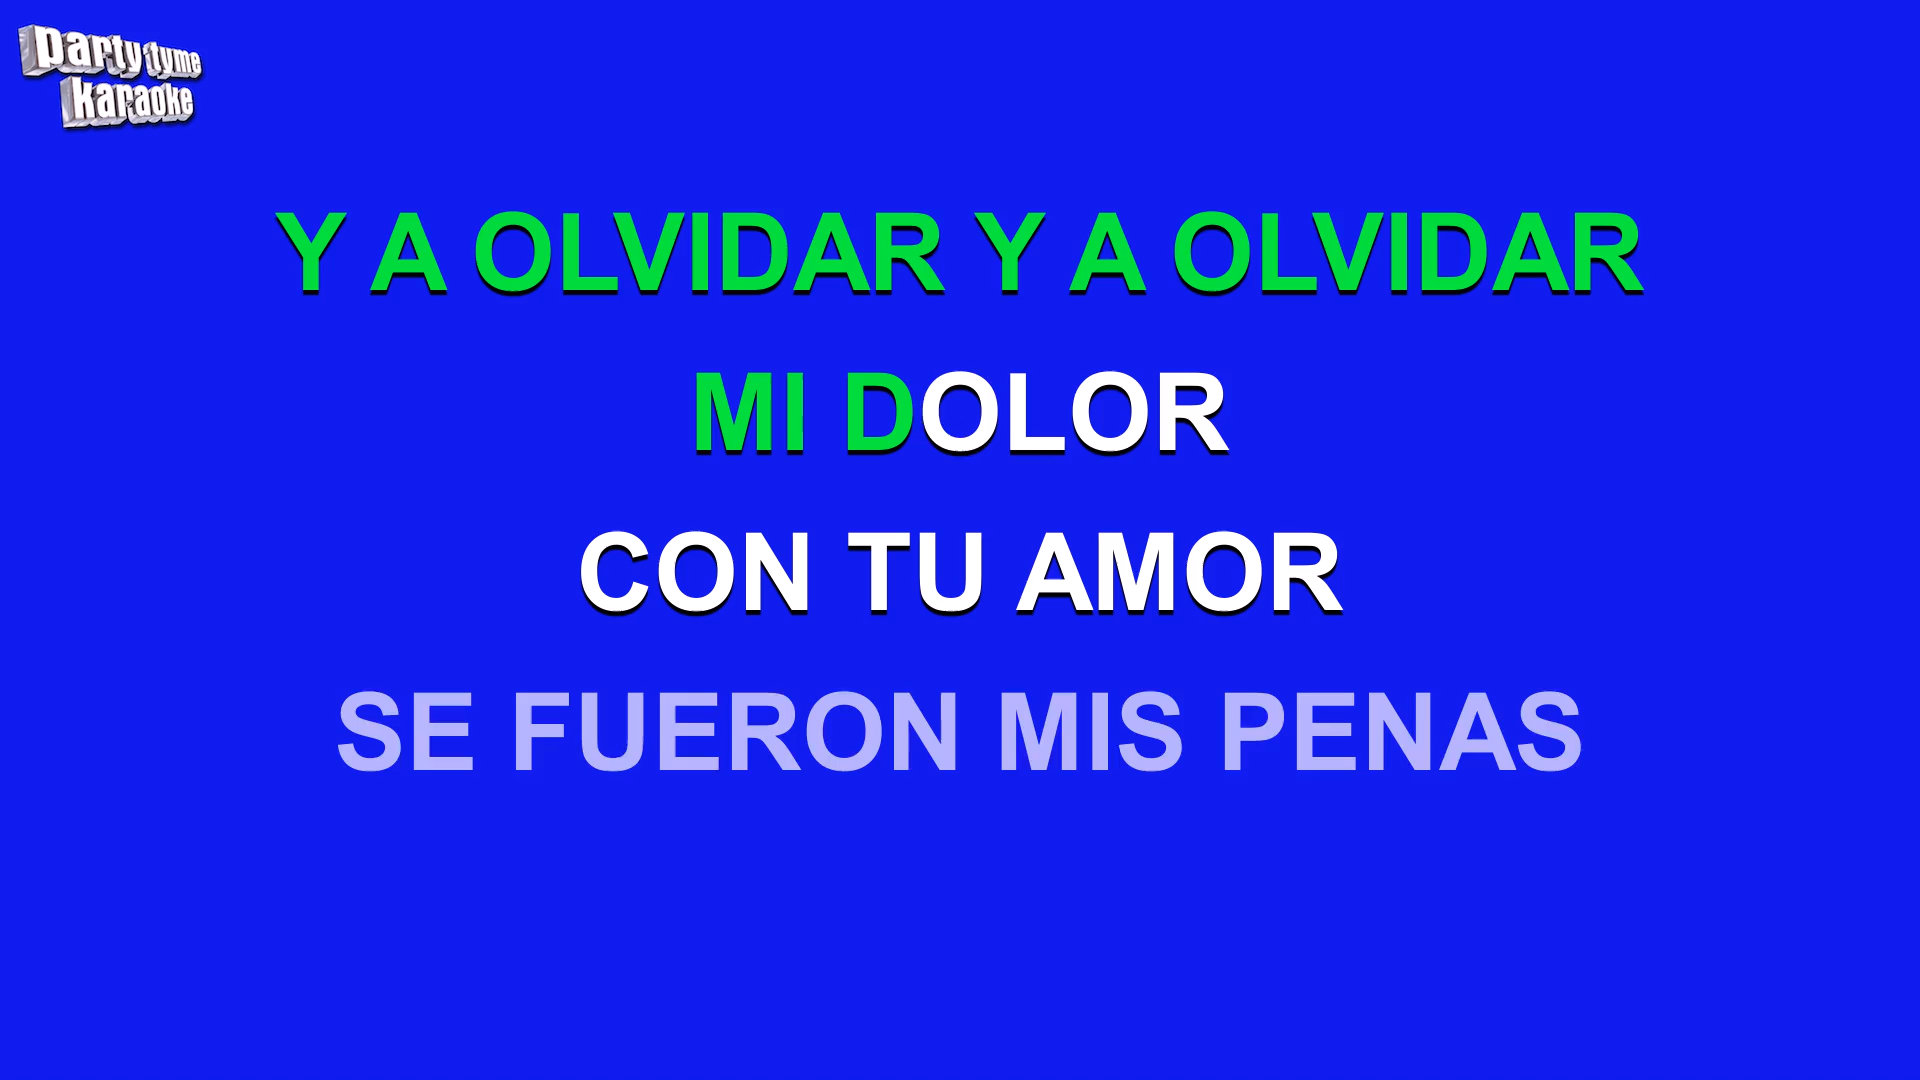 party tyme
karaoke
Y A OLVIDAR Y A OLVIDAR
MI DOLOR
CON TU AMOR
SE FUERON MIS PENAS